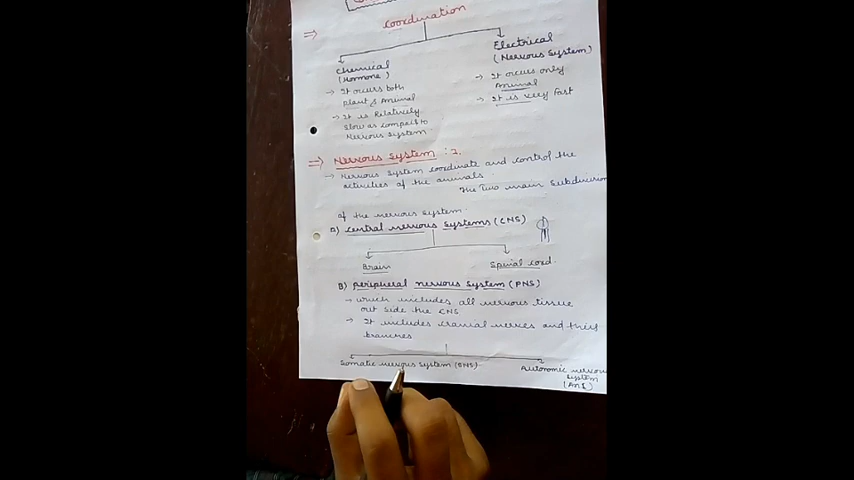 Coordination
Chemical
(Hormone)
→ It occurs both
plant & Animal
→ It is Relatively
slow as compair to
Nervous System
Electrical
(Nervous System)
→ It occurs only
Animal
→ It is very fast
⇒ Nervous System :-
→ Nervous System coordinate and control the
activities of the animals.
The Two main Subdivision
of the nervous system.
A) Central nervous Systems (CNS)
Brain
Spinal cord
B) Peripheral nervous System (PNS)
→ which includes all nervous tissue
out side the CNS
→ It includes cranial nerves and
branches
Somatic nervous System (SNS)
Autonomic nervous
System
(ANS)